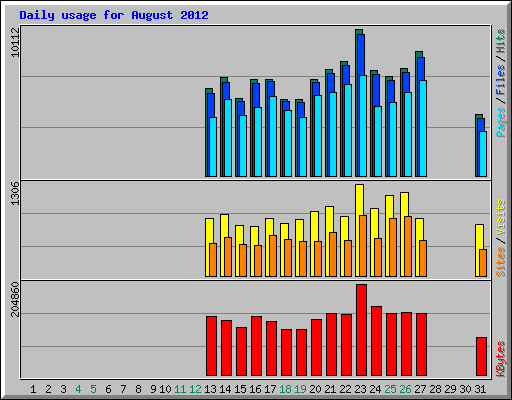 Daily usage for August 2012
10112
Pages/Files/Hits
1306
Sites/Visits
204860
KBytes
1 2 3 4 5 6 7 8 9 10 11 12 13 14 15 16 17 18 19 20 21 22 23 24 25 26 27 28 29 30 31